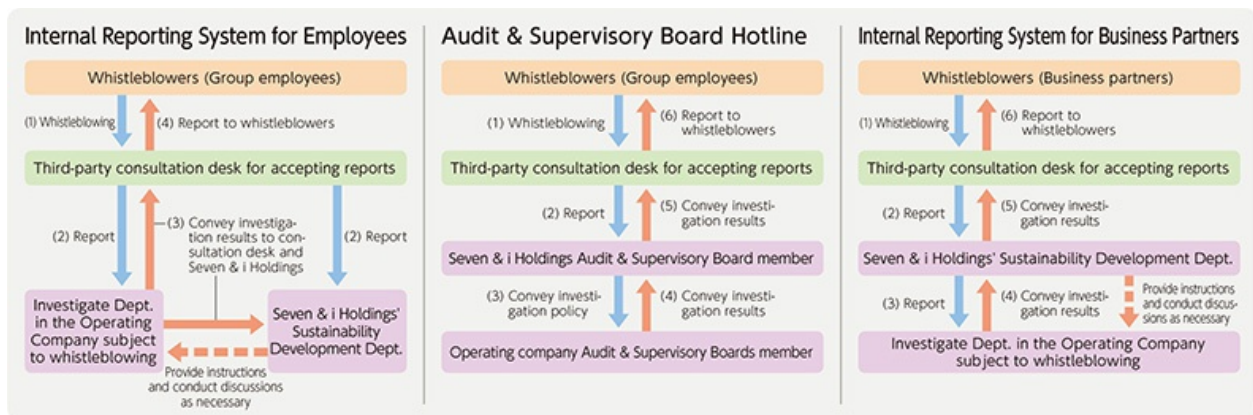 Internal Reporting System for Employees
Whistleblowers (Group employees)
(1) Whistleblowing
(4) Report to whistleblowers
Third-party consultation desk for accepting reports
(2) Report
(3) Convey investiga-
tion results to con-
sultation desk and
Seven & i Holdings
(2) Report
Investigate Dept.
in the Operating
Company subject
to whistleblowing
Seven & i Holdings'
Sustainability
Development Dept.
Provide instructions
and conduct discussions
as necessary
Audit & Supervisory Board Hotline
Whistleblowers (Group employees)
(1) Whistleblowing
(6) Report to
whistleblowers
Third-party consultation desk for accepting reports
(2) Report
(5) Convey investi-
gation results
Seven & i Holdings Audit & Supervisory Board member
(3) Convey investi-
gation policy
(4) Convey investi-
gation results
Operating company Audit & Supervisory Boards member
Internal Reporting System for Business Partners
Whistleblowers (Business partners)
(1) Whistleblowing
(6) Report to
whistleblowers
Third-party consultation desk for accepting reports
(2) Report
(5) Convey investi-
gation results
Seven & i Holdings' Sustainability Development Dept.
(3) Report
(4) Convey investi-
gation results
Provide instructions
and conduct discus-
sions as necessary
Investigate Dept. in the Operating Company
subject to whistleblowing